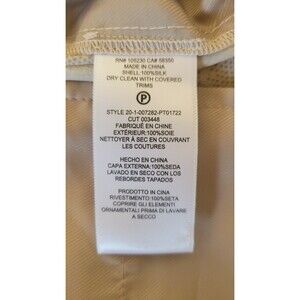 RN# 106230 CA# 58350
MADE IN CHINA
SHELL:100%SILK
DRY CLEAN WITH COVERED
TRIMS
P
STYLE 20-1-007282-PT01722
CUT 003448
FABRIQUÉ EN CHINE
EXTÉRIEUR:100%SOIE
NETTOYER À SEC EN COUVRANT
LES COUTURES
HECHO EN CHINA
CAPA EXTERNA:100%SEDA
LAVADO EN SECO CON LOS
REBORDES TAPADOS
PRODOTTO IN CINA
RIVESTIMENTO:100%SETA
COPRIRE GLI ELEMENTI
ORNAMENTALI PRIMA DI LAVARE
A SECCO